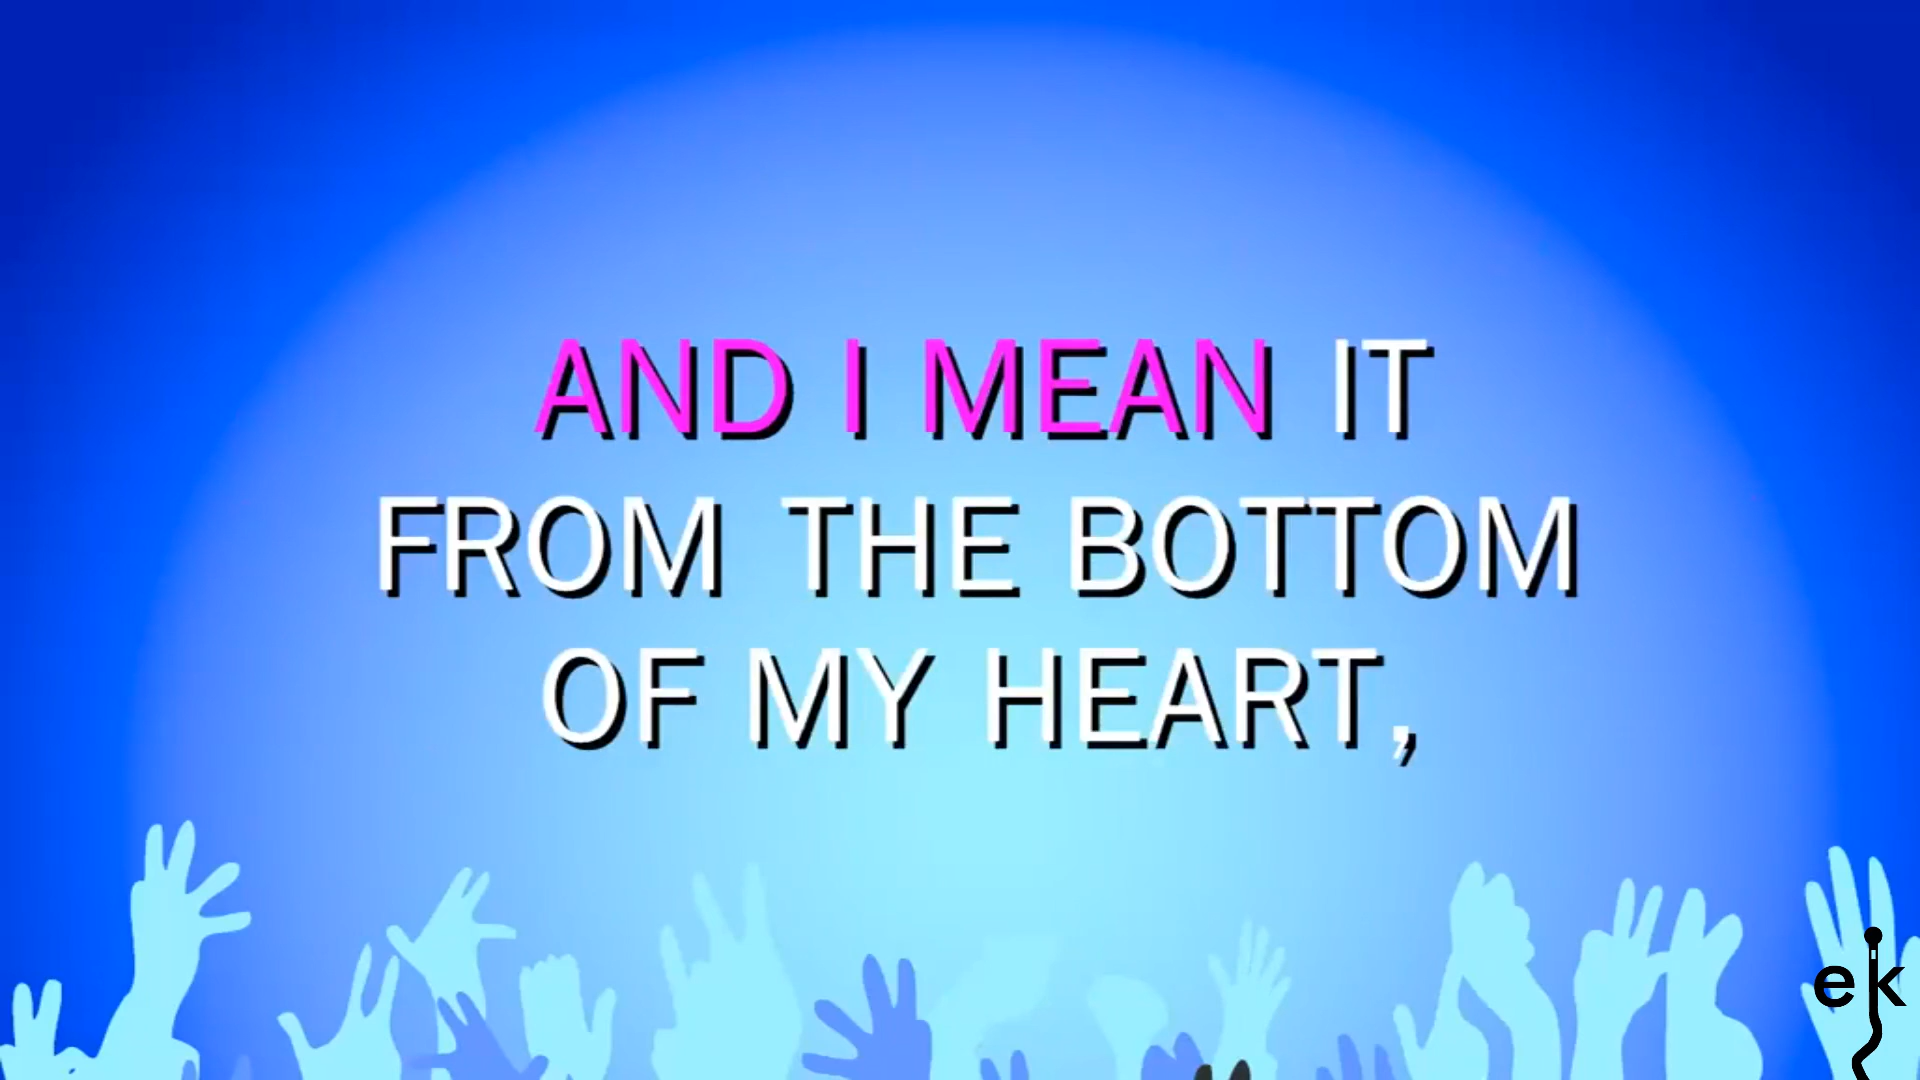 AND I MEAN IT
FROM THE BOTTOM
OF MY HEART,
ek